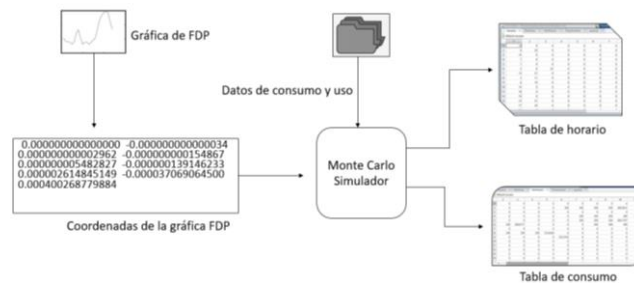 Gráfica de FDP
Datos de consumo y uso
Tabla de horario
0.000000000000000 -0.000000000000034
0.000000000002962 -0.000000000154867
0.000000005482827 -0.000000139146233
0.000002614845149 -0.000037069064500
0.000400268779884
Monte Carlo
Simulador
Coordenadas de la gráfica FDP
Tabla de consumo